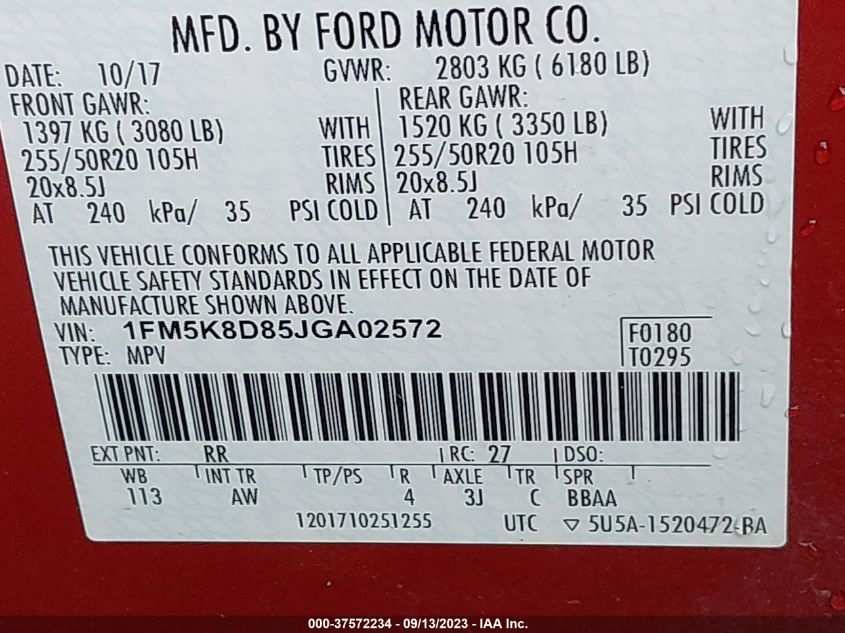 MFD. BY FORD MOTOR CO.
DATE: 10/17 GVWR: 2803 KG ( 6180 LB)
FRONT GAWR: REAR GAWR:
1397 KG ( 3080 LB) WITH 1520 KG ( 3350 LB) WITH
255/50R20 105H TIRES 255/50R20 105H TIRES
20x8.5J RIMS 20x8.5J RIMS
AT 240 kPa/ 35 PSI COLD AT 240 kPa/ 35 PSI COLD
THIS VEHICLE CONFORMS TO ALL APPLICABLE FEDERAL MOTOR
VEHICLE SAFETY STANDARDS IN EFFECT ON THE DATE OF
MANUFACTURE SHOWN ABOVE.
VIN: 1FM5K8D85JGA02572 F0180
TYPE: MPV T0295
EXT PNT: RR RC: 27 DSO:
WB INT TR TP/PS R AXLE TR SPR
113 AW 4 3J C BBAA
1201710251255 UTC ▽ 5U5A-1520472-BA
000-37572234 - 09/13/2023 - IAA Inc.